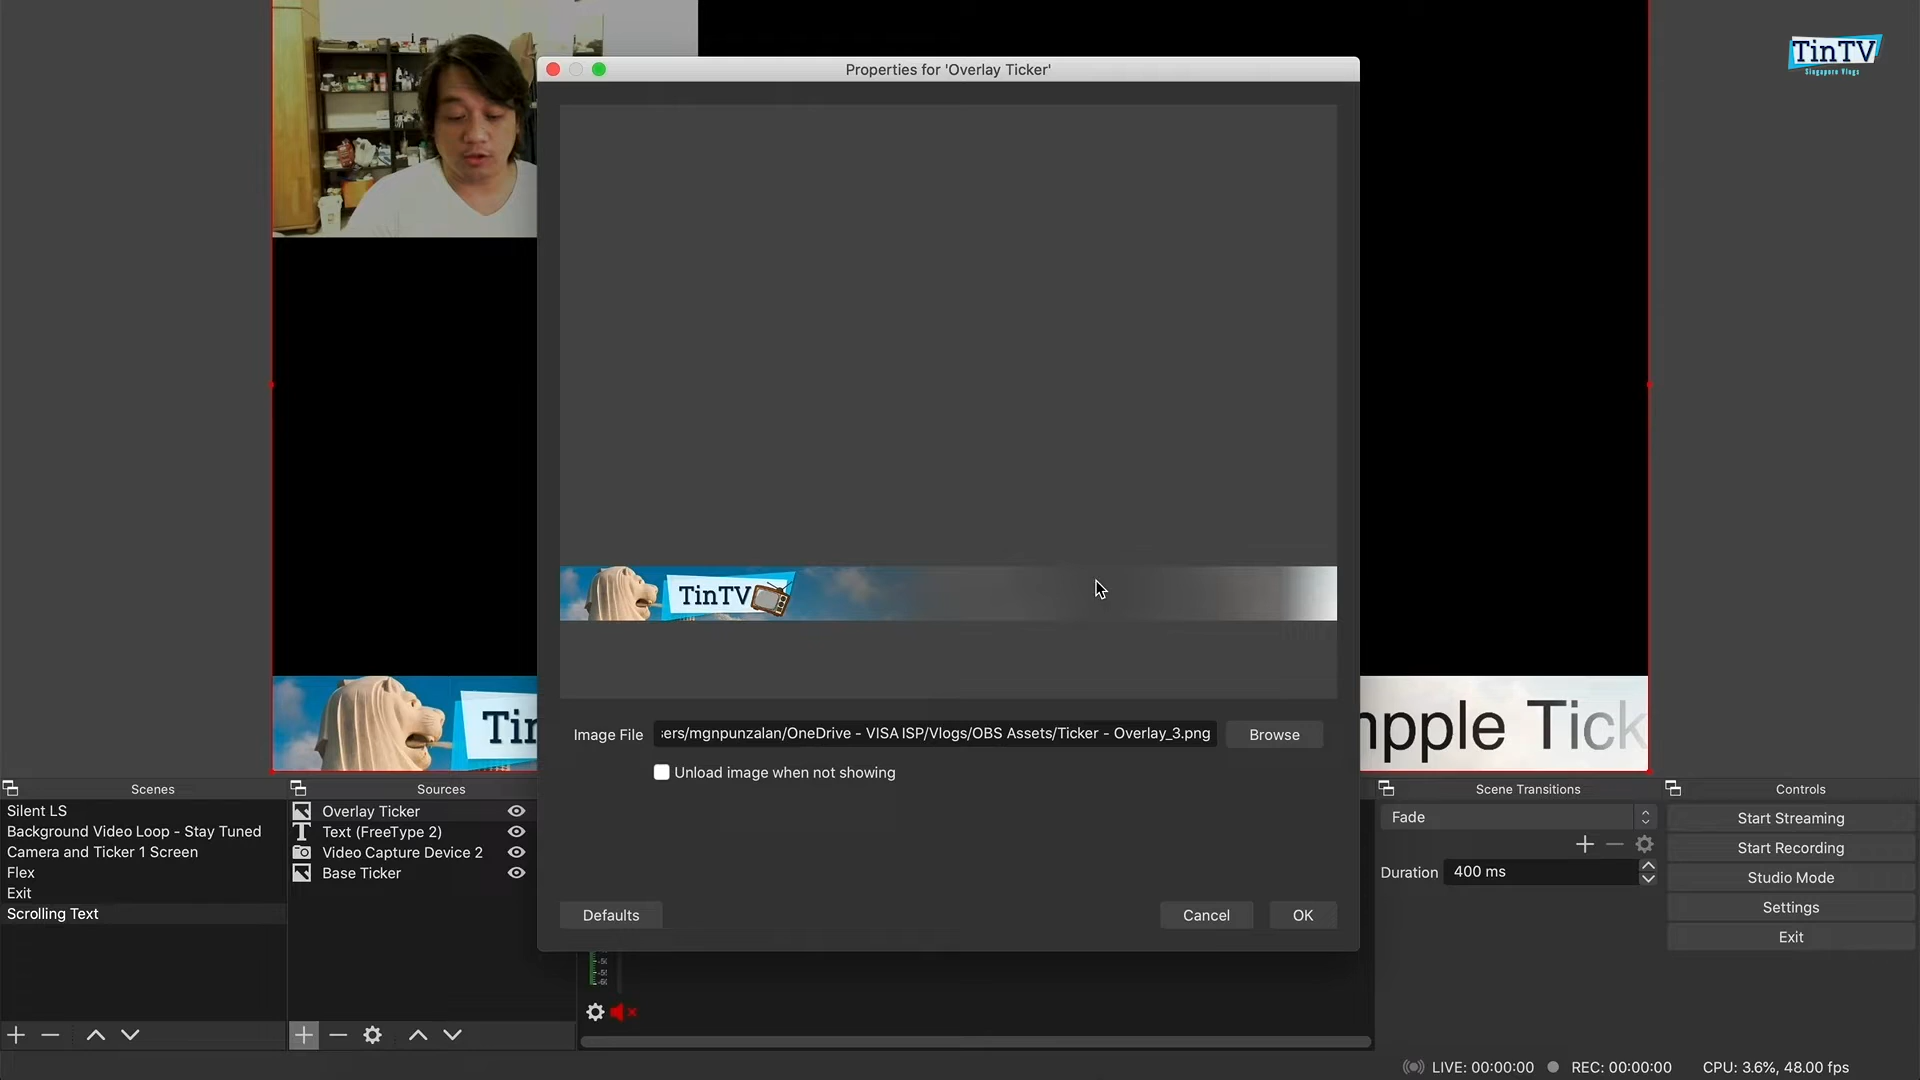 TinTV
Singapore Vlogs
Properties for 'Overlay Ticker'
TinTV
Image File
ers/mgnpunzalan/OneDrive - VISA ISP/Vlogs/OBS Assets/Ticker - Overlay_3.png
Browse
Unload image when not showing
Defaults
Cancel
OK
Tin
pple Tick
Scenes
Silent LS
Background Video Loop - Stay Tuned
Camera and Ticker 1 Screen
Flex
Exit
Scrolling Text
Sources
Overlay Ticker
Text (FreeType 2)
Video Capture Device 2
Base Ticker
Scene Transitions
Fade
Duration 400 ms
Controls
Start Streaming
Start Recording
Studio Mode
Settings
Exit
LIVE: 00:00:00
REC: 00:00:00
CPU: 3.6%, 48.00 fps